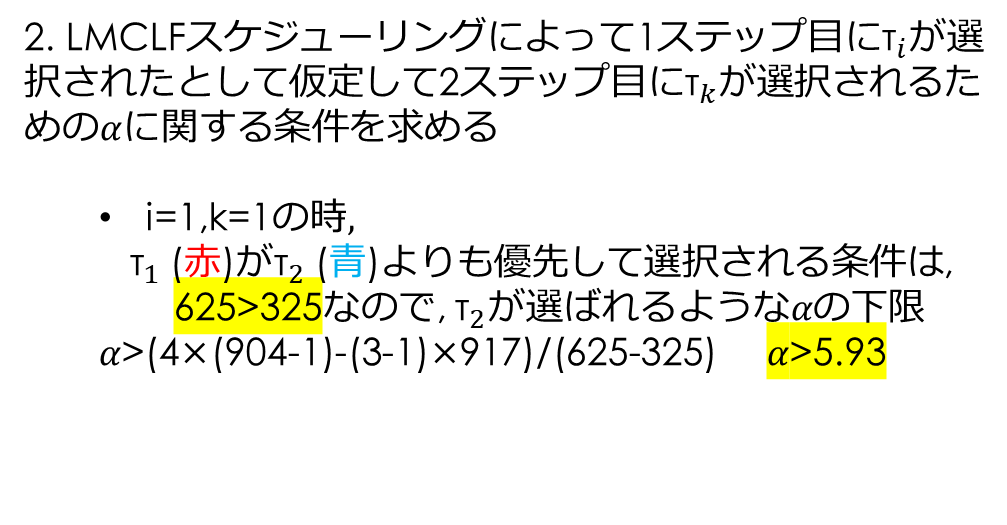 2. LMCLFスケジューリングによって1ステップ目にτ𝑖が選
択されたとして仮定して2ステップ目にτ𝑘が選択されるた
めの𝛼に関する条件を求める
• i=1,k=1の時,
τ1 (赤)がτ2 (青)よりも優先して選択される条件は,
625>325なので, τ2が選ばれるような𝛼の下限
𝛼>(4×(904-1)-(3-1)×917)/(625-325) 𝛼>5.93